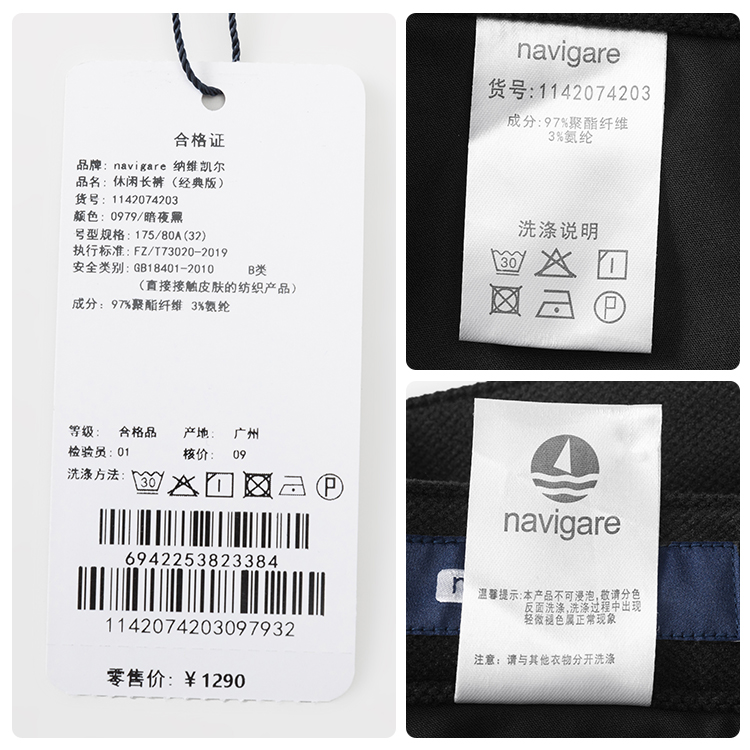 合格证
品牌: navigare 纳维凯尔
品名: 休闲长裤（经典版）
货号: 1142074203
颜色: 0979/暗夜黑
号型规格: 175/80A(32)
执行标准: FZ/T73020-2019
安全类别: GB18401-2010 B类
（直接接触皮肤的纺织产品）
成分: 97%聚酯纤维 3%氨纶
等级: 合格品 产地: 广州
检验员: 01 核价: 09
洗涤方法: 30 P
6942253823384
1142074203097932
零售价: ￥1290
navigare
货号:1142074203
成分: 97%聚酯纤维
3%氨纶
洗涤说明
30
P
navigare
温馨提示:本产品不可浸泡,敬请分色
反面洗涤,洗涤过程中出现
轻微褪色属正常现象
注意: 请与其他衣物分开洗涤
n